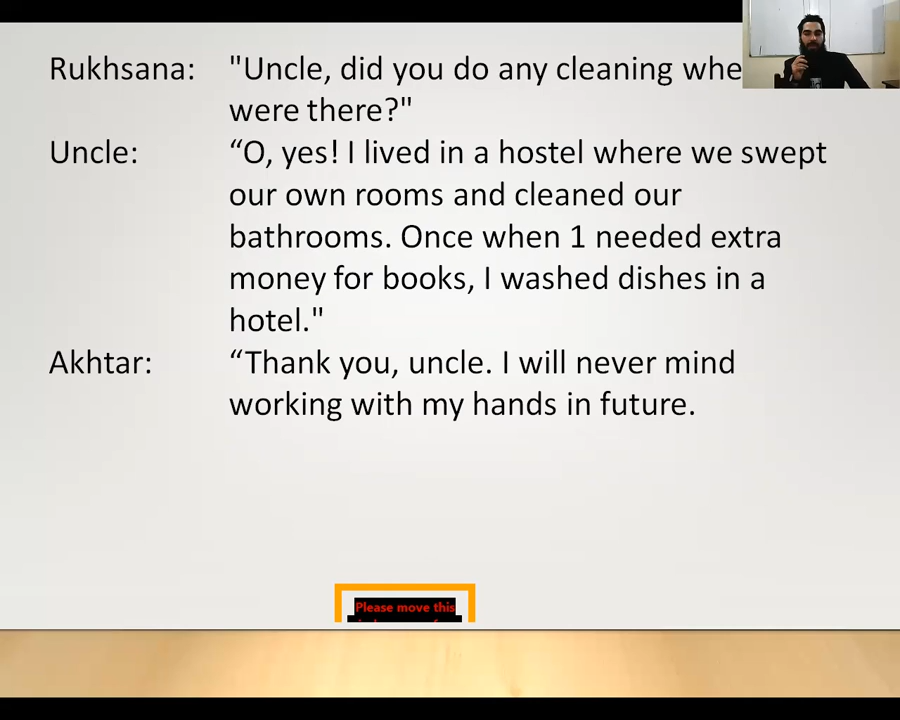 Rukhsana: "Uncle, did you do any cleaning
were there?"
Uncle: “O, yes! I lived in a hostel where we swept
our own rooms and cleaned our
bathrooms. Once when 1 needed extra
money for books, I washed dishes in a
hotel."
Akhtar: “Thank you, uncle. I will never mind
working with my hands in future.
Please move this